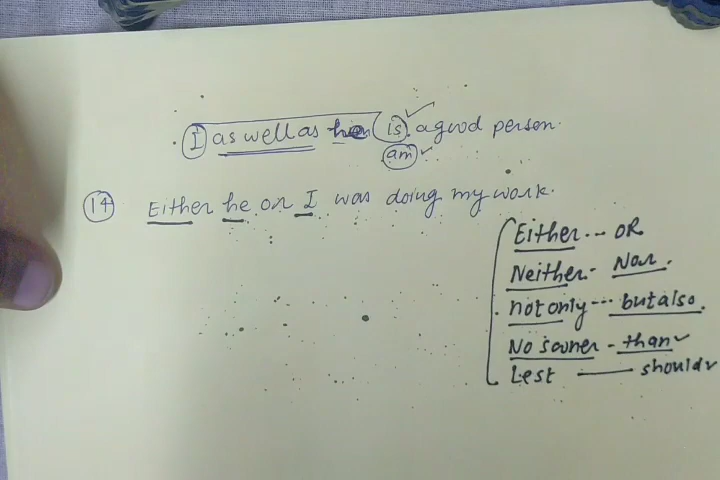 I as well as he is a good person.
am
14 Either he or I was doing my work.
Either --- OR
Neither - Nor.
not only --- but also.
No sooner - than
Lest — should